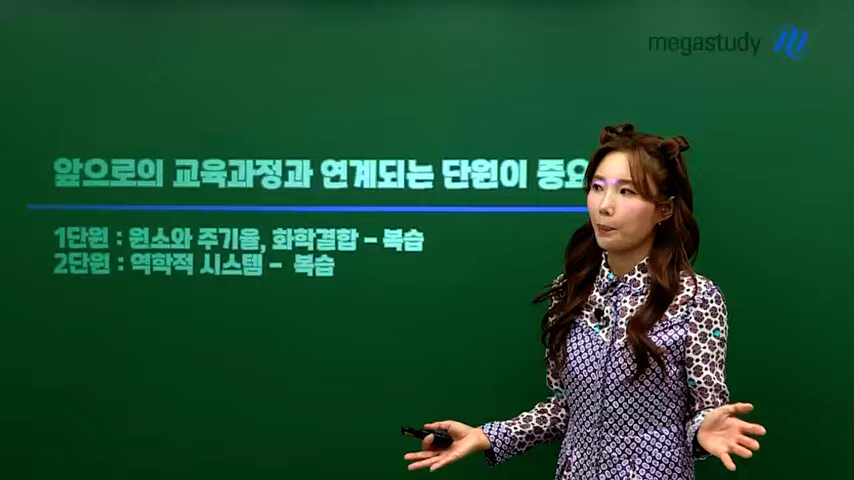 megastudy
앞으로의 교육과정과 연계되는 단원이 중요
1단원 : 원소와 주기율, 화학결합 - 복습
2단원 : 역학적 시스템 - 복습